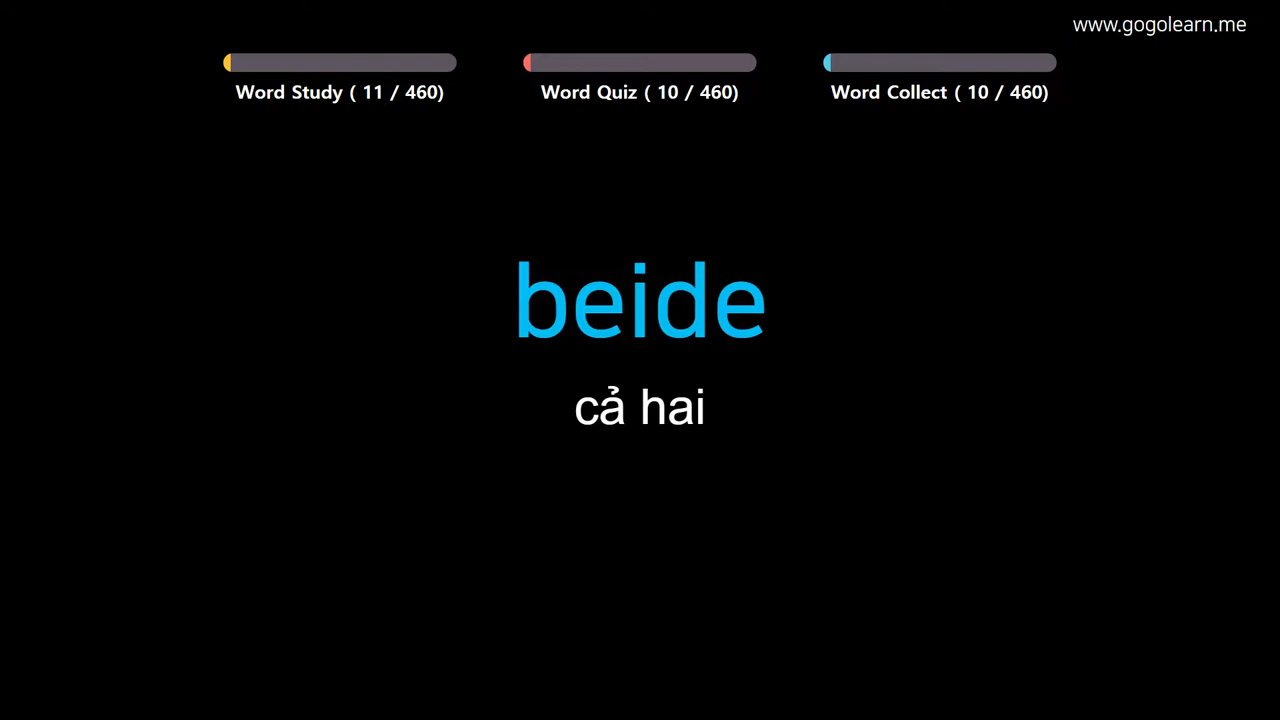 www.gogolearn.me
Word Study ( 11 / 460)
Word Quiz ( 10 / 460)
Word Collect ( 10 / 460)
beide
cả hai